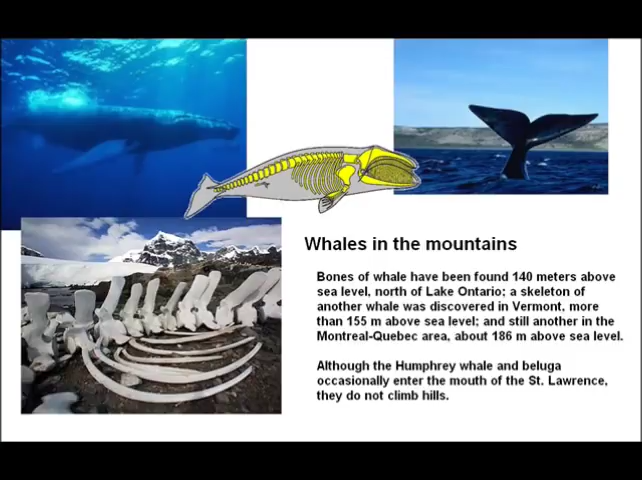 Whales in the mountains
Bones of whale have been found 140 meters above
sea level, north of Lake Ontario; a skeleton of
another whale was discovered in Vermont, more
than 155 m above sea level; and still another in the
Montreal-Quebec area, about 186 m above sea level.
Although the Humphrey whale and beluga
occasionally enter the mouth of the St. Lawrence,
they do not climb hills.